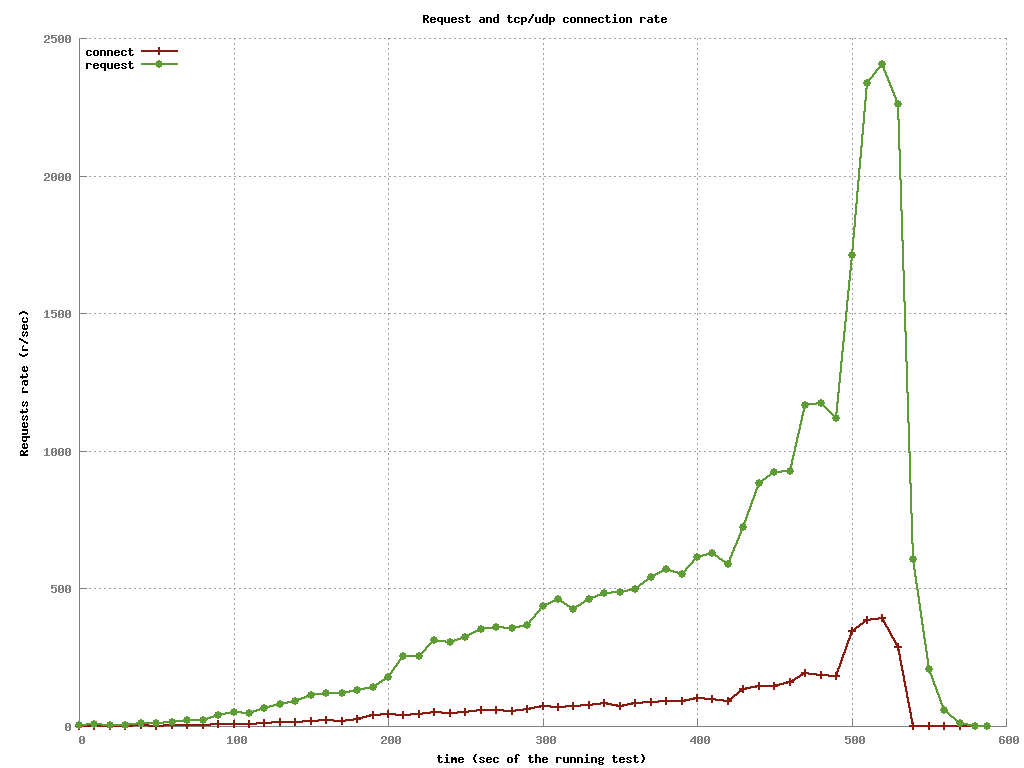 Request and tcp/udp connection rate
2500
connect
request
2000
1500
Requests rate (r/sec)
1000
500
0
0 100 200 300 400 500 600
time (sec of the running test)